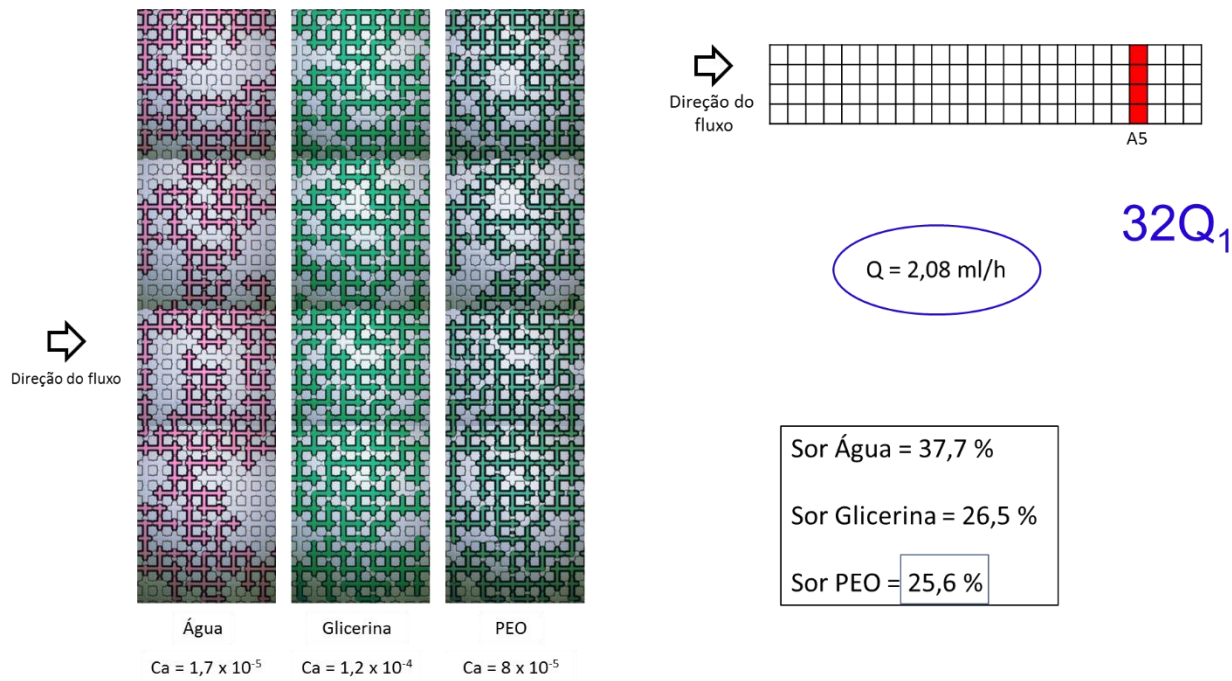 Direção do fluxo
Água
Glicerina
PEO
Ca = 1,7 x 10⁻⁵
Ca = 1,2 x 10⁻⁴
Ca = 8 x 10⁻⁵
Direção do
fluxo
A5
32Q₁
Q = 2,08 ml/h
Sor Água = 37,7 %
Sor Glicerina = 26,5 %
Sor PEO = 25,6 %